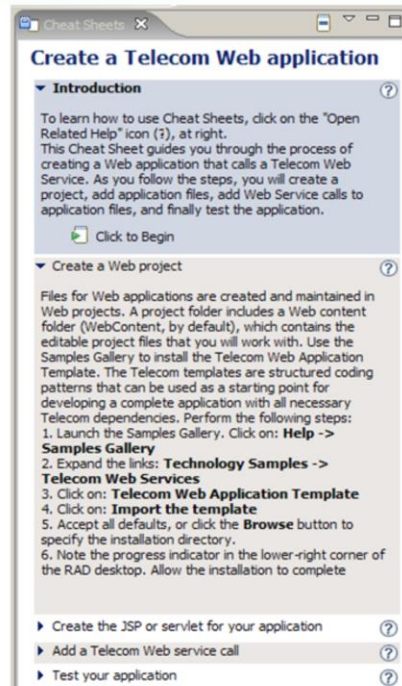 Cheat Sheets
Create a Telecom Web application
Introduction
To learn how to use Cheat Sheets, click on the "Open
Related Help" icon (?), at right.
This Cheat Sheet guides you through the process of
creating a Web application that calls a Telecom Web
Service. As you follow the steps, you will create a
project, add application files, add Web Service calls to
application files, and finally test the application.
Click to Begin
Create a Web project
Files for Web applications are created and maintained in
Web projects. A project folder includes a Web content
folder (WebContent, by default), which contains the
editable project files that you will work with. Use the
Samples Gallery to install the Telecom Web Application
Template. The Telecom templates are structured coding
patterns that can be used as a starting point for
developing a complete application with all necessary
Telecom dependencies. Perform the following steps:
1. Launch the Samples Gallery. Click on: Help ->
Samples Gallery
2. Expand the links: Technology Samples ->
Telecom Web Services
3. Click on: Telecom Web Application Template
4. Click on: Import the template
5. Accept all defaults, or click the Browse button to
specify the installation directory.
6. Note the progress indicator in the lower-right corner of
the RAD desktop. Allow the installation to complete
Create the JSP or servlet for your application
Add a Telecom Web service call
Test your application